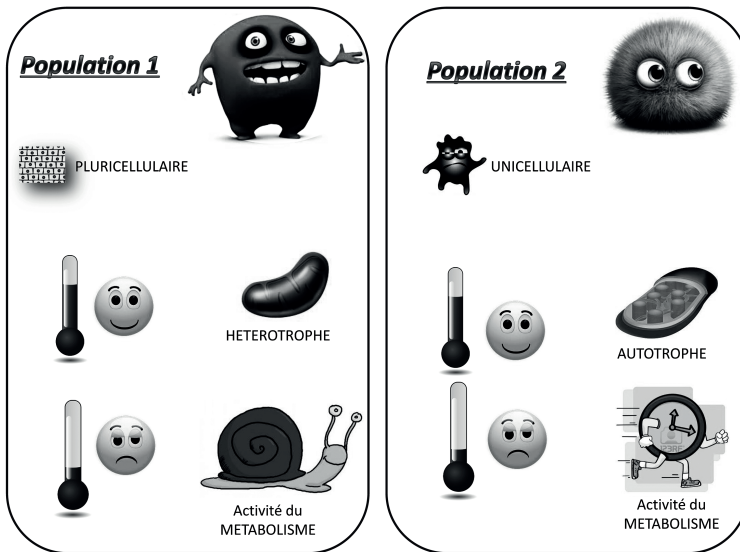 Population 1
PLURICELLULAIRE
HETEROTROPHE
Activité du
METABOLISME
Population 2
UNICELLULAIRE
AUTOTROPHE
Activité du
METABOLISME